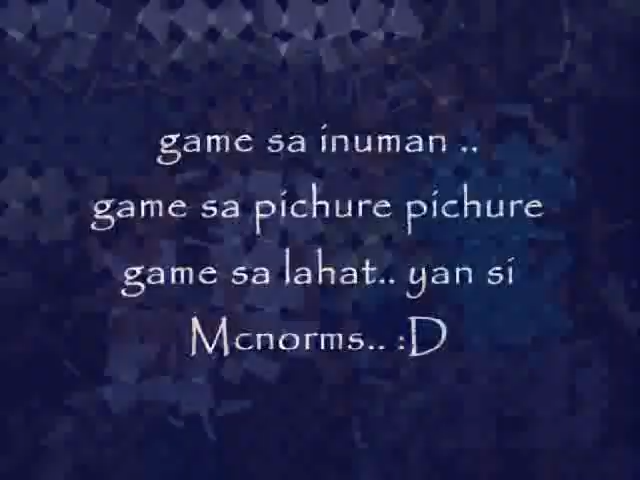 game sa inuman ..
game sa pichure pichure
game sa lahat.. yan si
Mcnorms.. :D